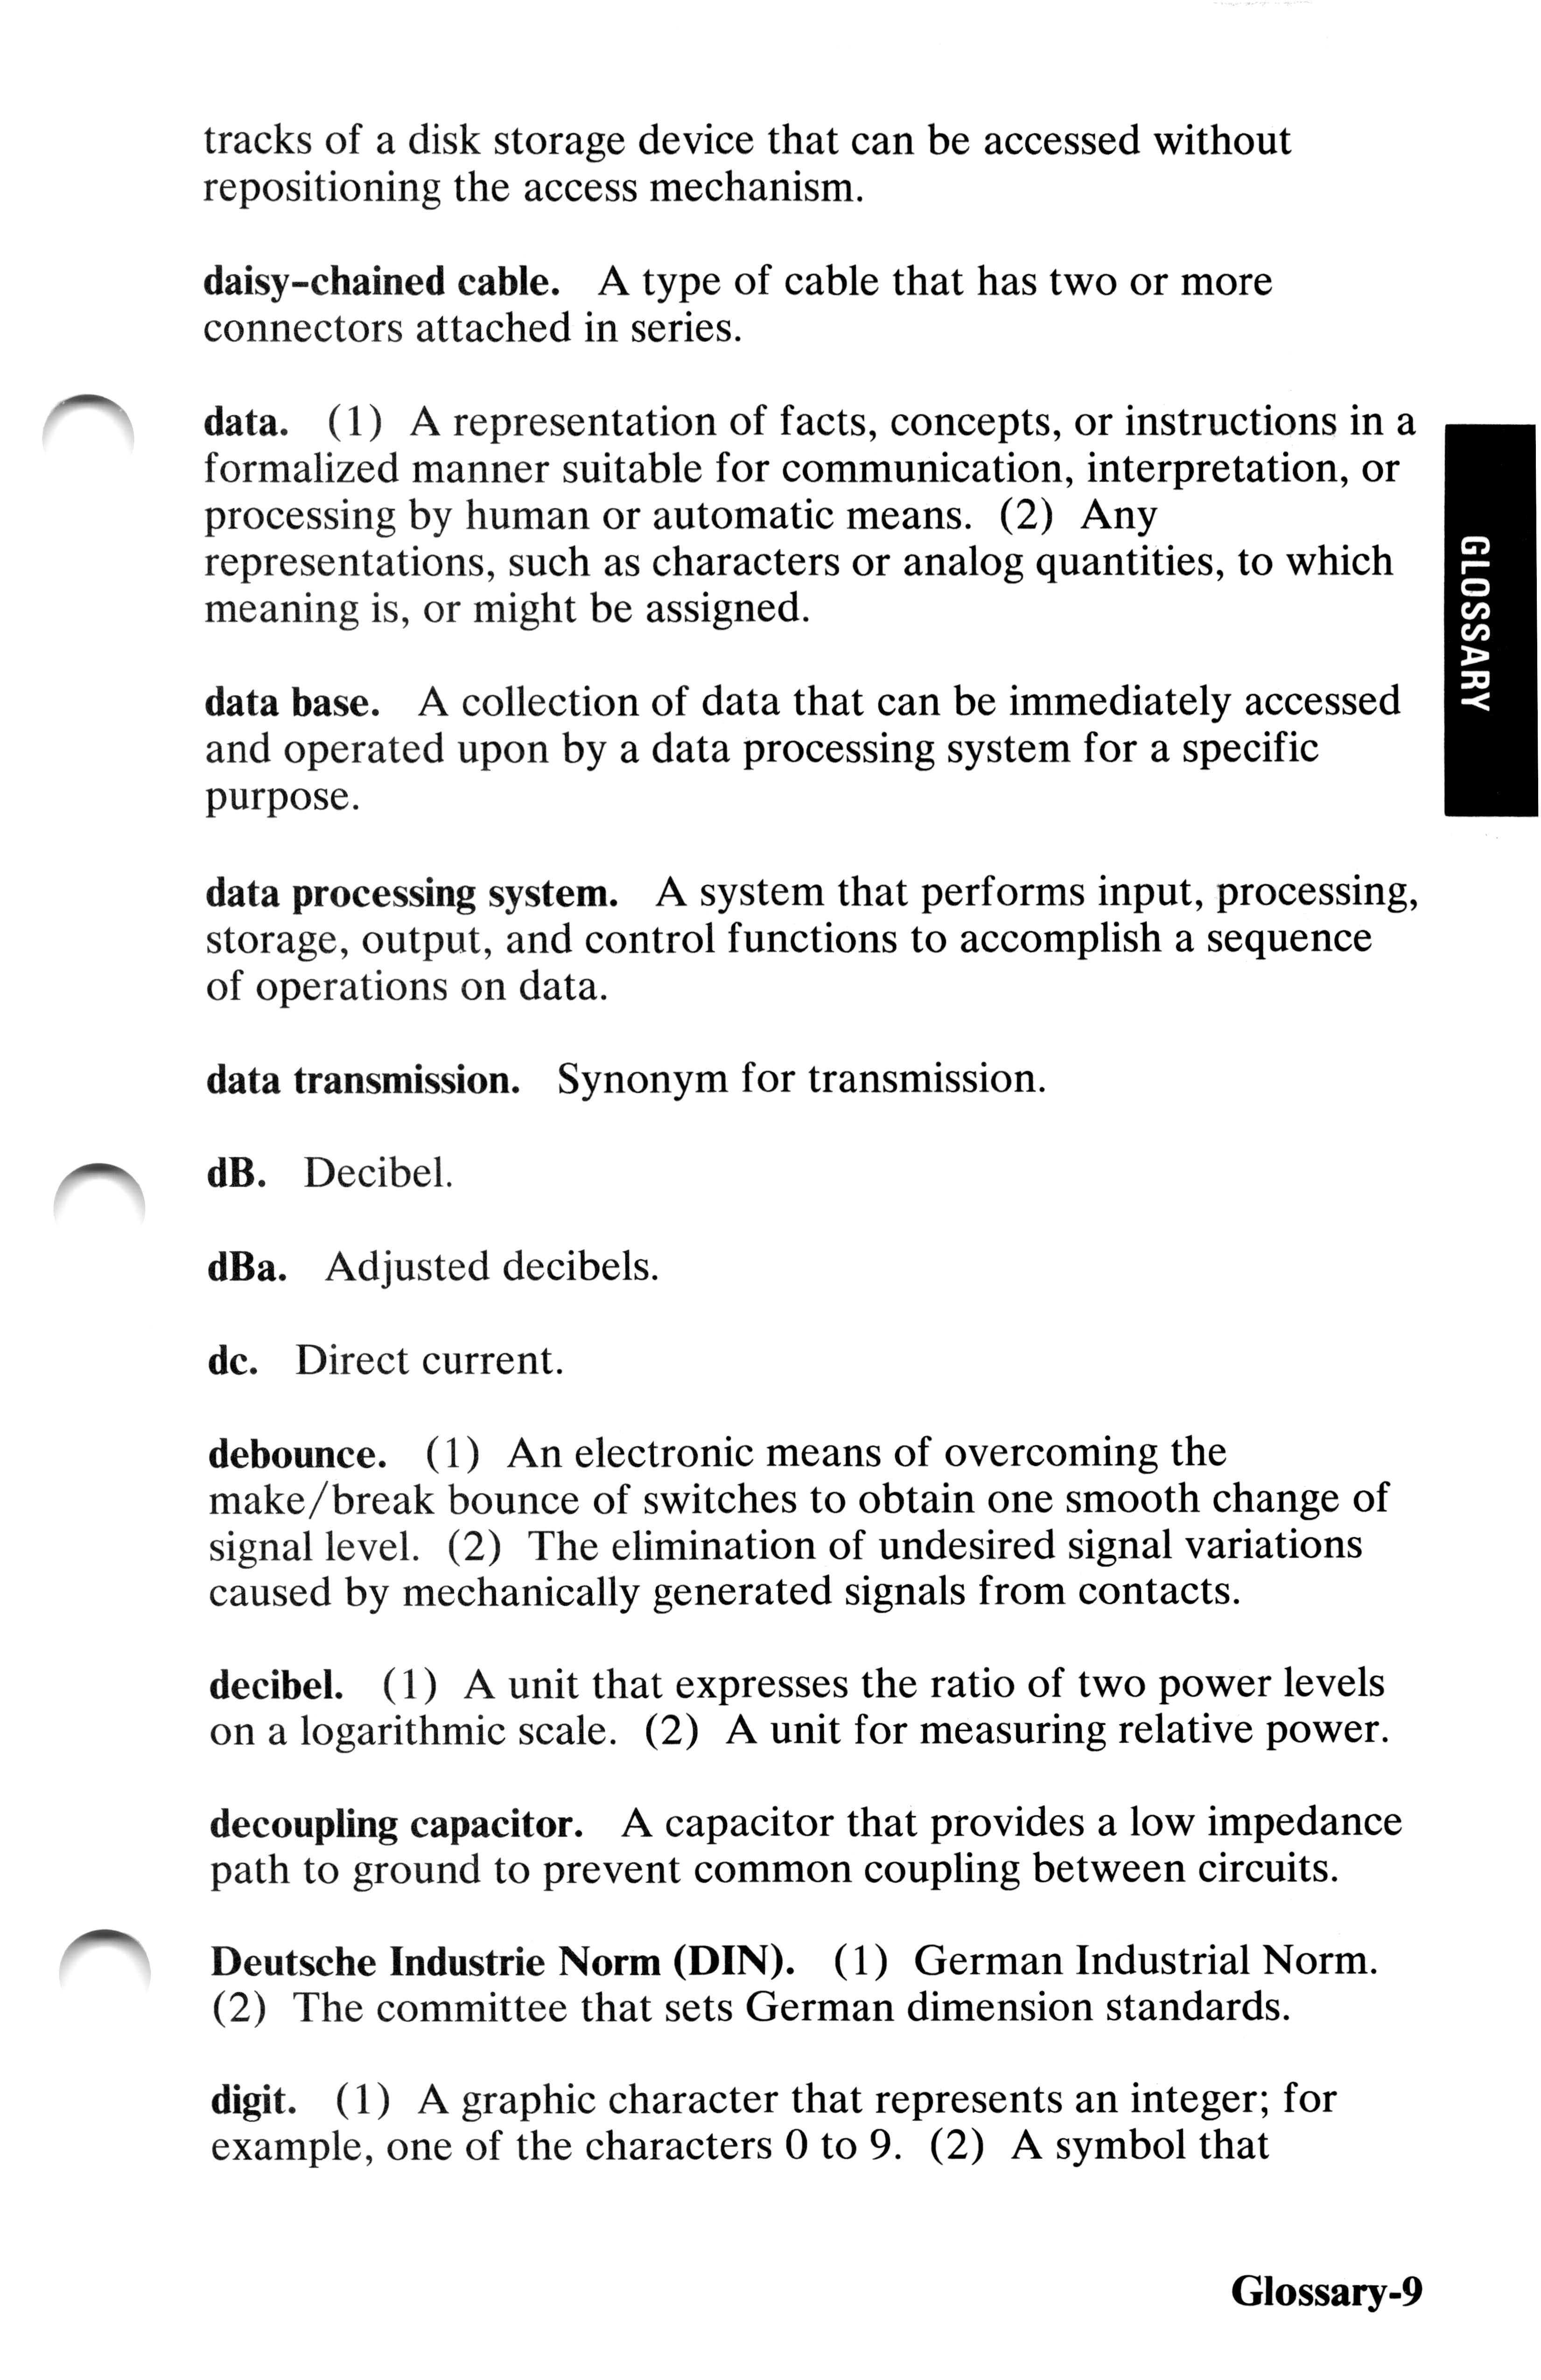 tracks of a disk storage device that can be accessed without
repositioning the access mechanism.
daisy-chained cable. A type of cable that has two or more
connectors attached in series.
data. (1) A representation of facts, concepts, or instructions in a
formalized manner suitable for communication, interpretation, or
processing by human or automatic means. (2) Any
representations, such as characters or analog quantities, to which
meaning is, or might be assigned.
data base. A collection of data that can be immediately accessed
and operated upon by a data processing system for a specific
purpose.
data processing system. A system that performs input, processing,
storage, output, and control functions to accomplish a sequence
of operations on data.
data transmission. Synonym for transmission.
dB. Decibel.
dBa. Adjusted decibels.
dc. Direct current.
debounce. (1) An electronic means of overcoming the
make/break bounce of switches to obtain one smooth change of
signal level. (2) The elimination of undesired signal variations
caused by mechanically generated signals from contacts.
decibel. (1) A unit that expresses the ratio of two power levels
on a logarithmic scale. (2) A unit for measuring relative power.
decoupling capacitor. A capacitor that provides a low impedance
path to ground to prevent common coupling between circuits.
Deutsche Industrie Norm (DIN). (1) German Industrial Norm.
(2) The committee that sets German dimension standards.
digit. (1) A graphic character that represents an integer; for
example, one of the characters 0 to 9. (2) A symbol that
GLOSSARY
Glossary-9